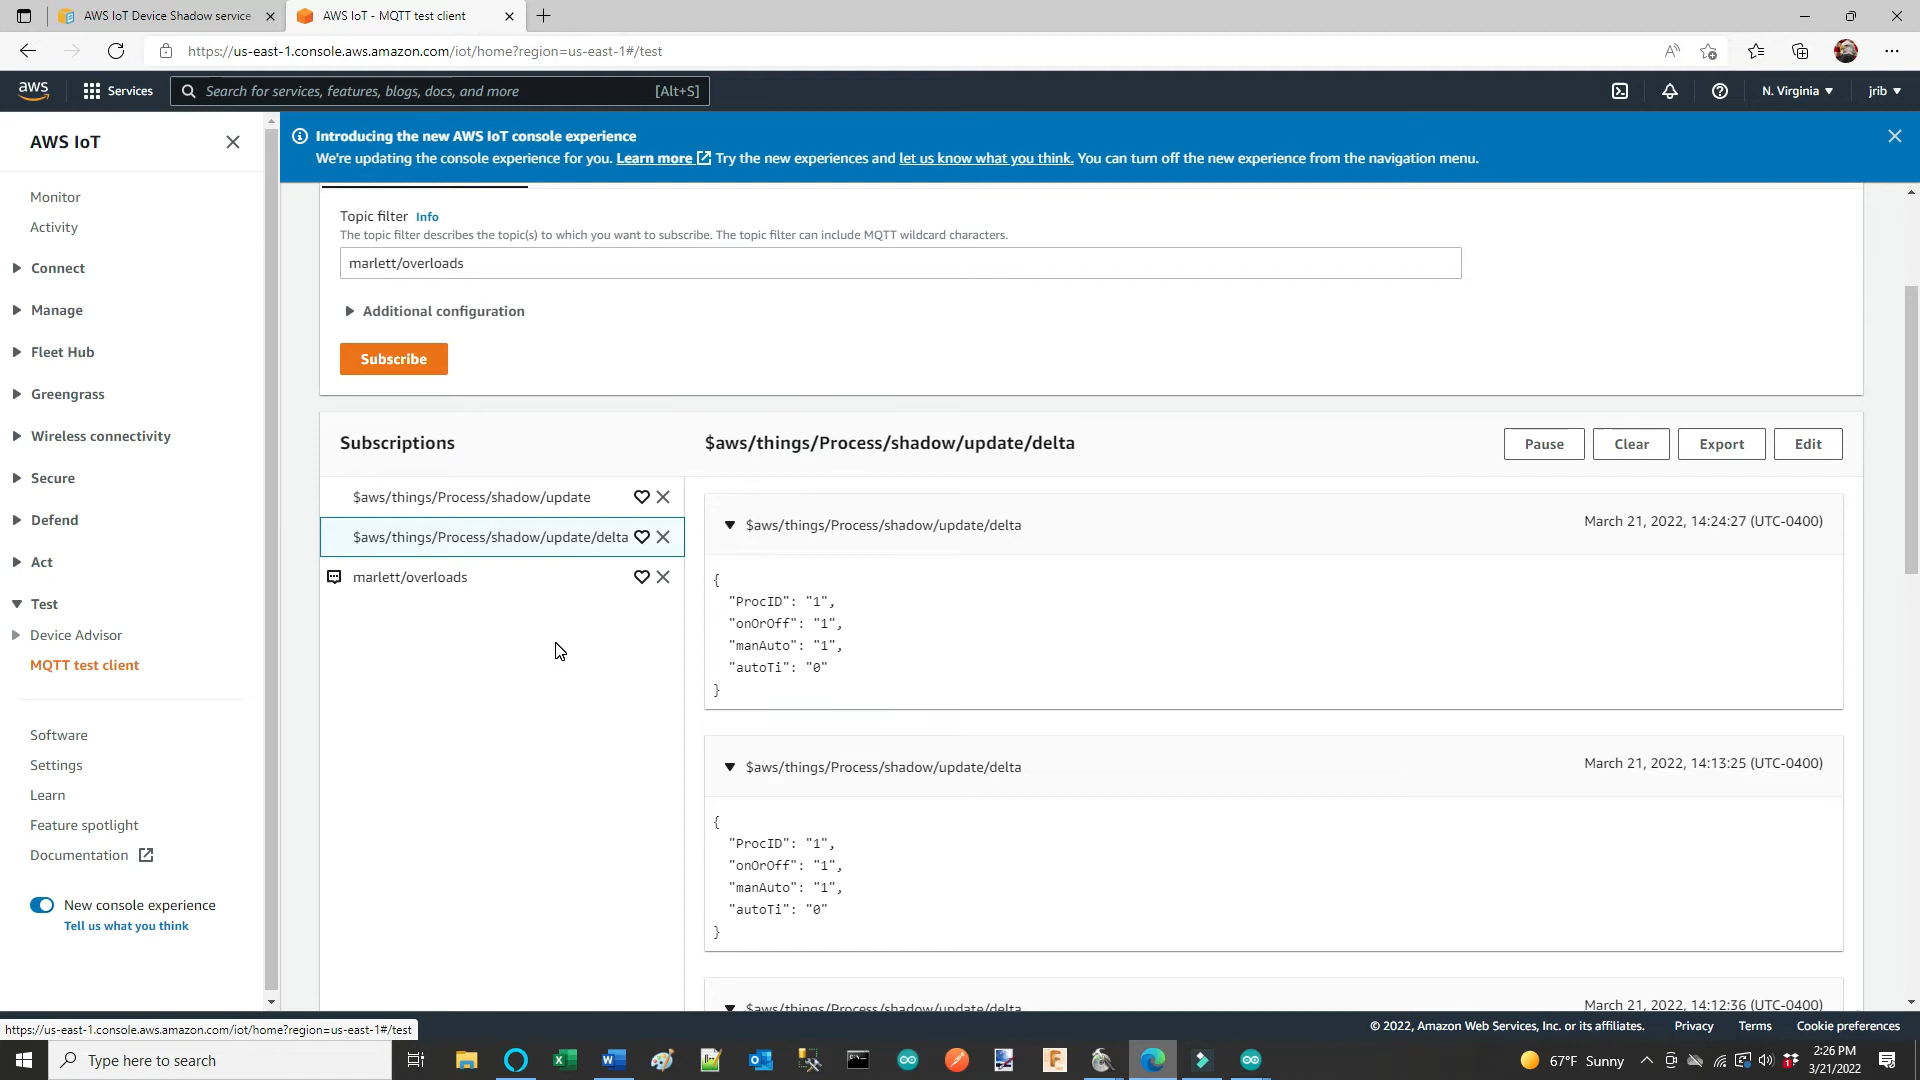 AWS IoT Device Shadow service
AWS IoT - MQTT test client
https://us-east-1.console.aws.amazon.com/iot/home?region=us-east-1#/test
aws
Services
Search for services, features, blogs, docs, and more
[Alt+S]
N. Virginia
jrib
AWS IoT
Monitor
Activity
Connect
Manage
Fleet Hub
Greengrass
Wireless connectivity
Secure
Defend
Act
Test
Device Advisor
MQTT test client
Software
Settings
Learn
Feature spotlight
Documentation
New console experience
Tell us what you think
Introducing the new AWS IoT console experience
We're updating the console experience for you. Learn more Try the new experiences and let us know what you think. You can turn off the new experience from the navigation menu.
Topic filter Info
The topic filter describes the topic(s) to which you want to subscribe. The topic filter can include MQTT wildcard characters.
marlett/overloads
Additional configuration
Subscribe
Subscriptions
$aws/things/Process/shadow/update
$aws/things/Process/shadow/update/delta
marlett/overloads
$aws/things/Process/shadow/update/delta
Pause
Clear
Export
Edit
$aws/things/Process/shadow/update/delta
March 21, 2022, 14:24:27 (UTC-0400)
{
"ProcID": "1",
"onOrOff": "1",
"manAuto": "1",
"autoTi": "0"
}
$aws/things/Process/shadow/update/delta
March 21, 2022, 14:13:25 (UTC-0400)
{
"ProcID": "1",
"onOrOff": "1",
"manAuto": "1",
"autoTi": "0"
}
$aws/things/Process/shadow/update/delta
March 21, 2022, 14:12:36 (UTC-0400)
https://us-east-1.console.aws.amazon.com/iot/home?region=us-east-1#/test
© 2022, Amazon Web Services, Inc. or its affiliates.
Privacy
Terms
Cookie preferences
Type here to search
67°F Sunny
2:26 PM
3/21/2022